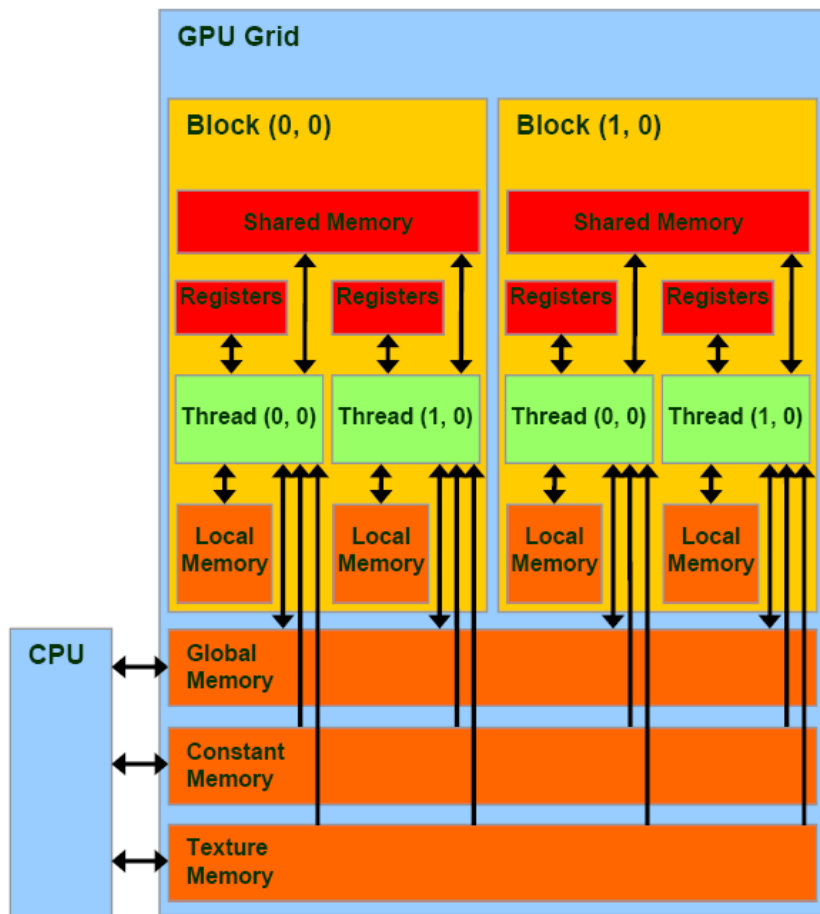 GPU Grid
Block (0, 0)
Block (1, 0)
Shared Memory
Shared Memory
Registers
Registers
Registers
Registers
Thread (0, 0)
Thread (1, 0)
Thread (0, 0)
Thread (1, 0)
Local
Memory
Local
Memory
Local
Memory
Local
Memory
CPU
Global
Memory
Constant
Memory
Texture
Memory